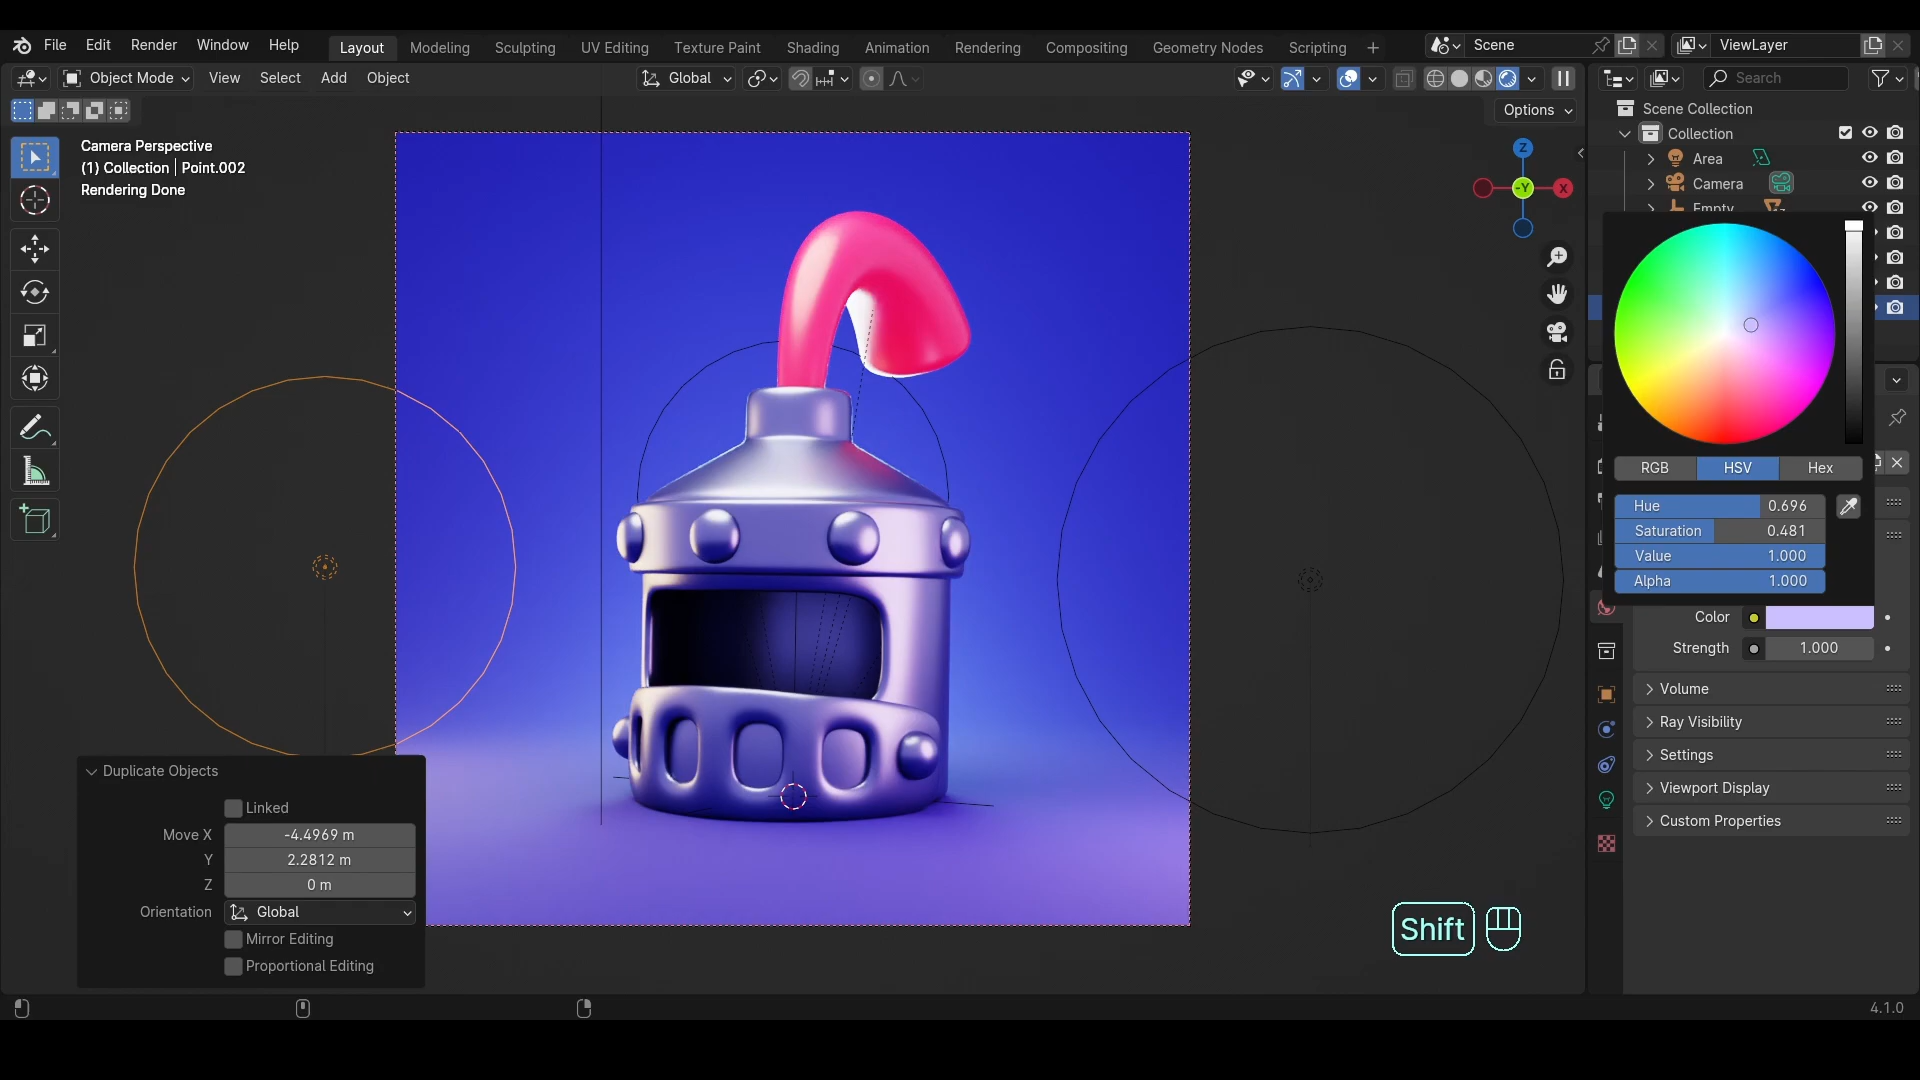 File Edit Render Window Help Layout Modeling Sculpting UV Editing Texture Paint Shading Animation Rendering Compositing Geometry Nodes Scripting + Scene ViewLayer
Object Mode View Select Add Object Global Search
Options
Scene Collection
Collection
Camera Perspective
(1) Collection | Point.002
Rendering Done
Area
Camera
Empty
Z
-Y X
RGB HSV Hex
Hue 0.696
Saturation 0.481
Value 1.000
Alpha 1.000
Color
Strength 1.000
Volume
Ray Visibility
Settings
Viewport Display
Custom Properties
Duplicate Objects
Linked
Move X -4.4969 m
Y 2.2812 m
Z 0 m
Orientation Global
Mirror Editing
Proportional Editing
Shift
4.1.0